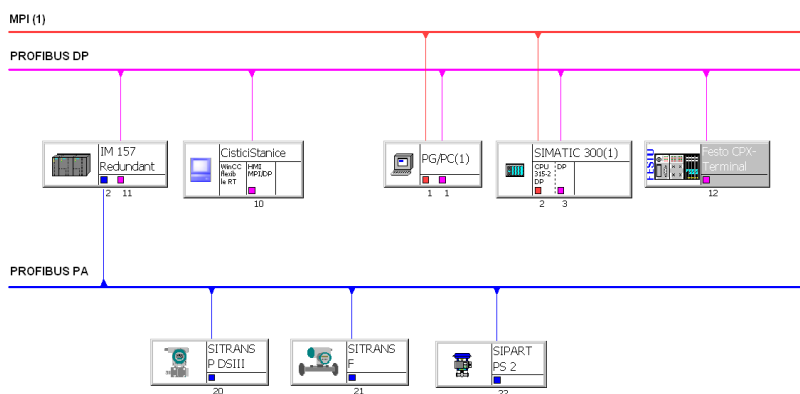 MPI (1)
PROFIBUS DP
IM 157
Redundant
2 11
CisticiStanice
WinCC
flexib
le RT
HMI
MPI/DP
10
PG/PC(1)
1 1
SIMATIC 300(1)
CPU
315-2
DP
DP
2 3
FESTO
Festo CPX-
Terminal
12
PROFIBUS PA
SITRANS
P DSIII
20
SITRANS
F
21
SIPART
PS 2
22